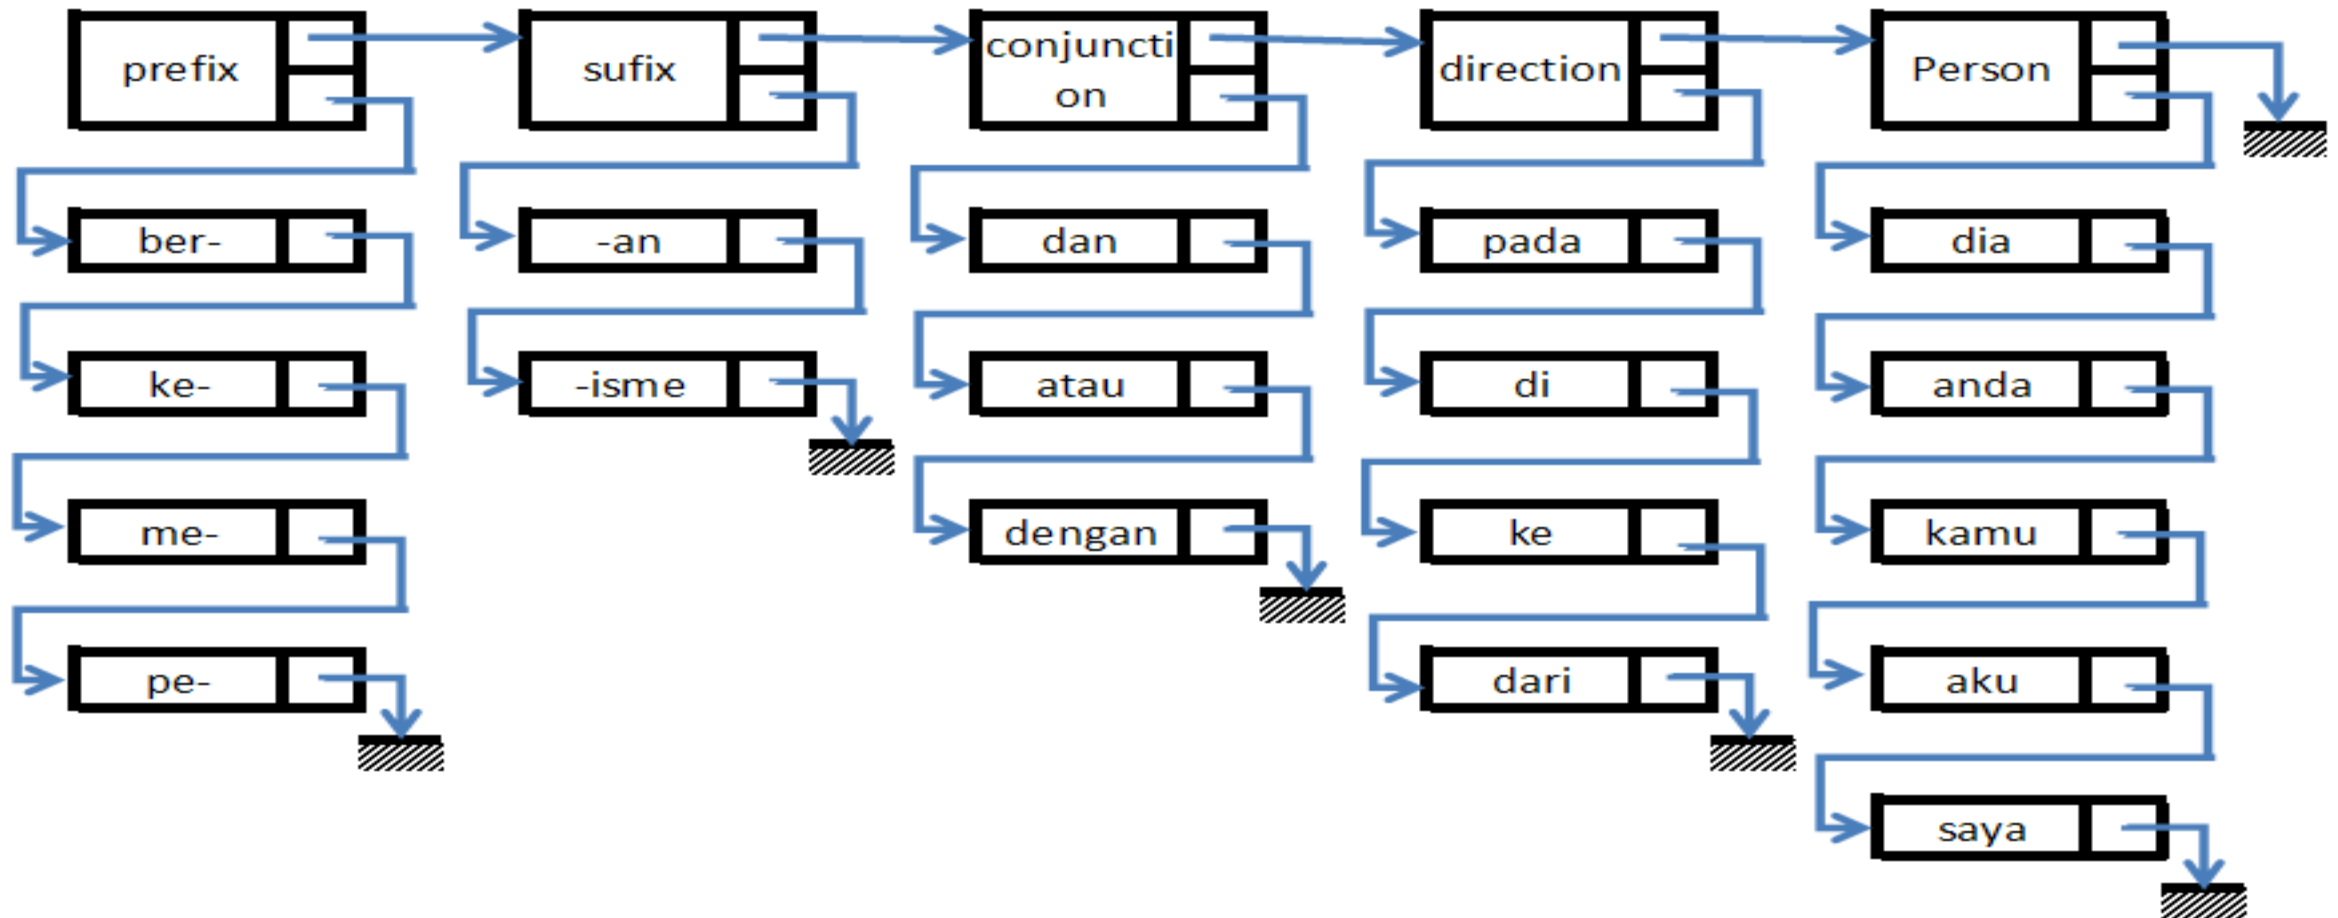 prefix
sufix
conjuncti
on
direction
Person
ber-
-an
dan
pada
dia
ke-
-isme
atau
di
anda
me-
dengan
ke
kamu
pe-
dari
aku
saya